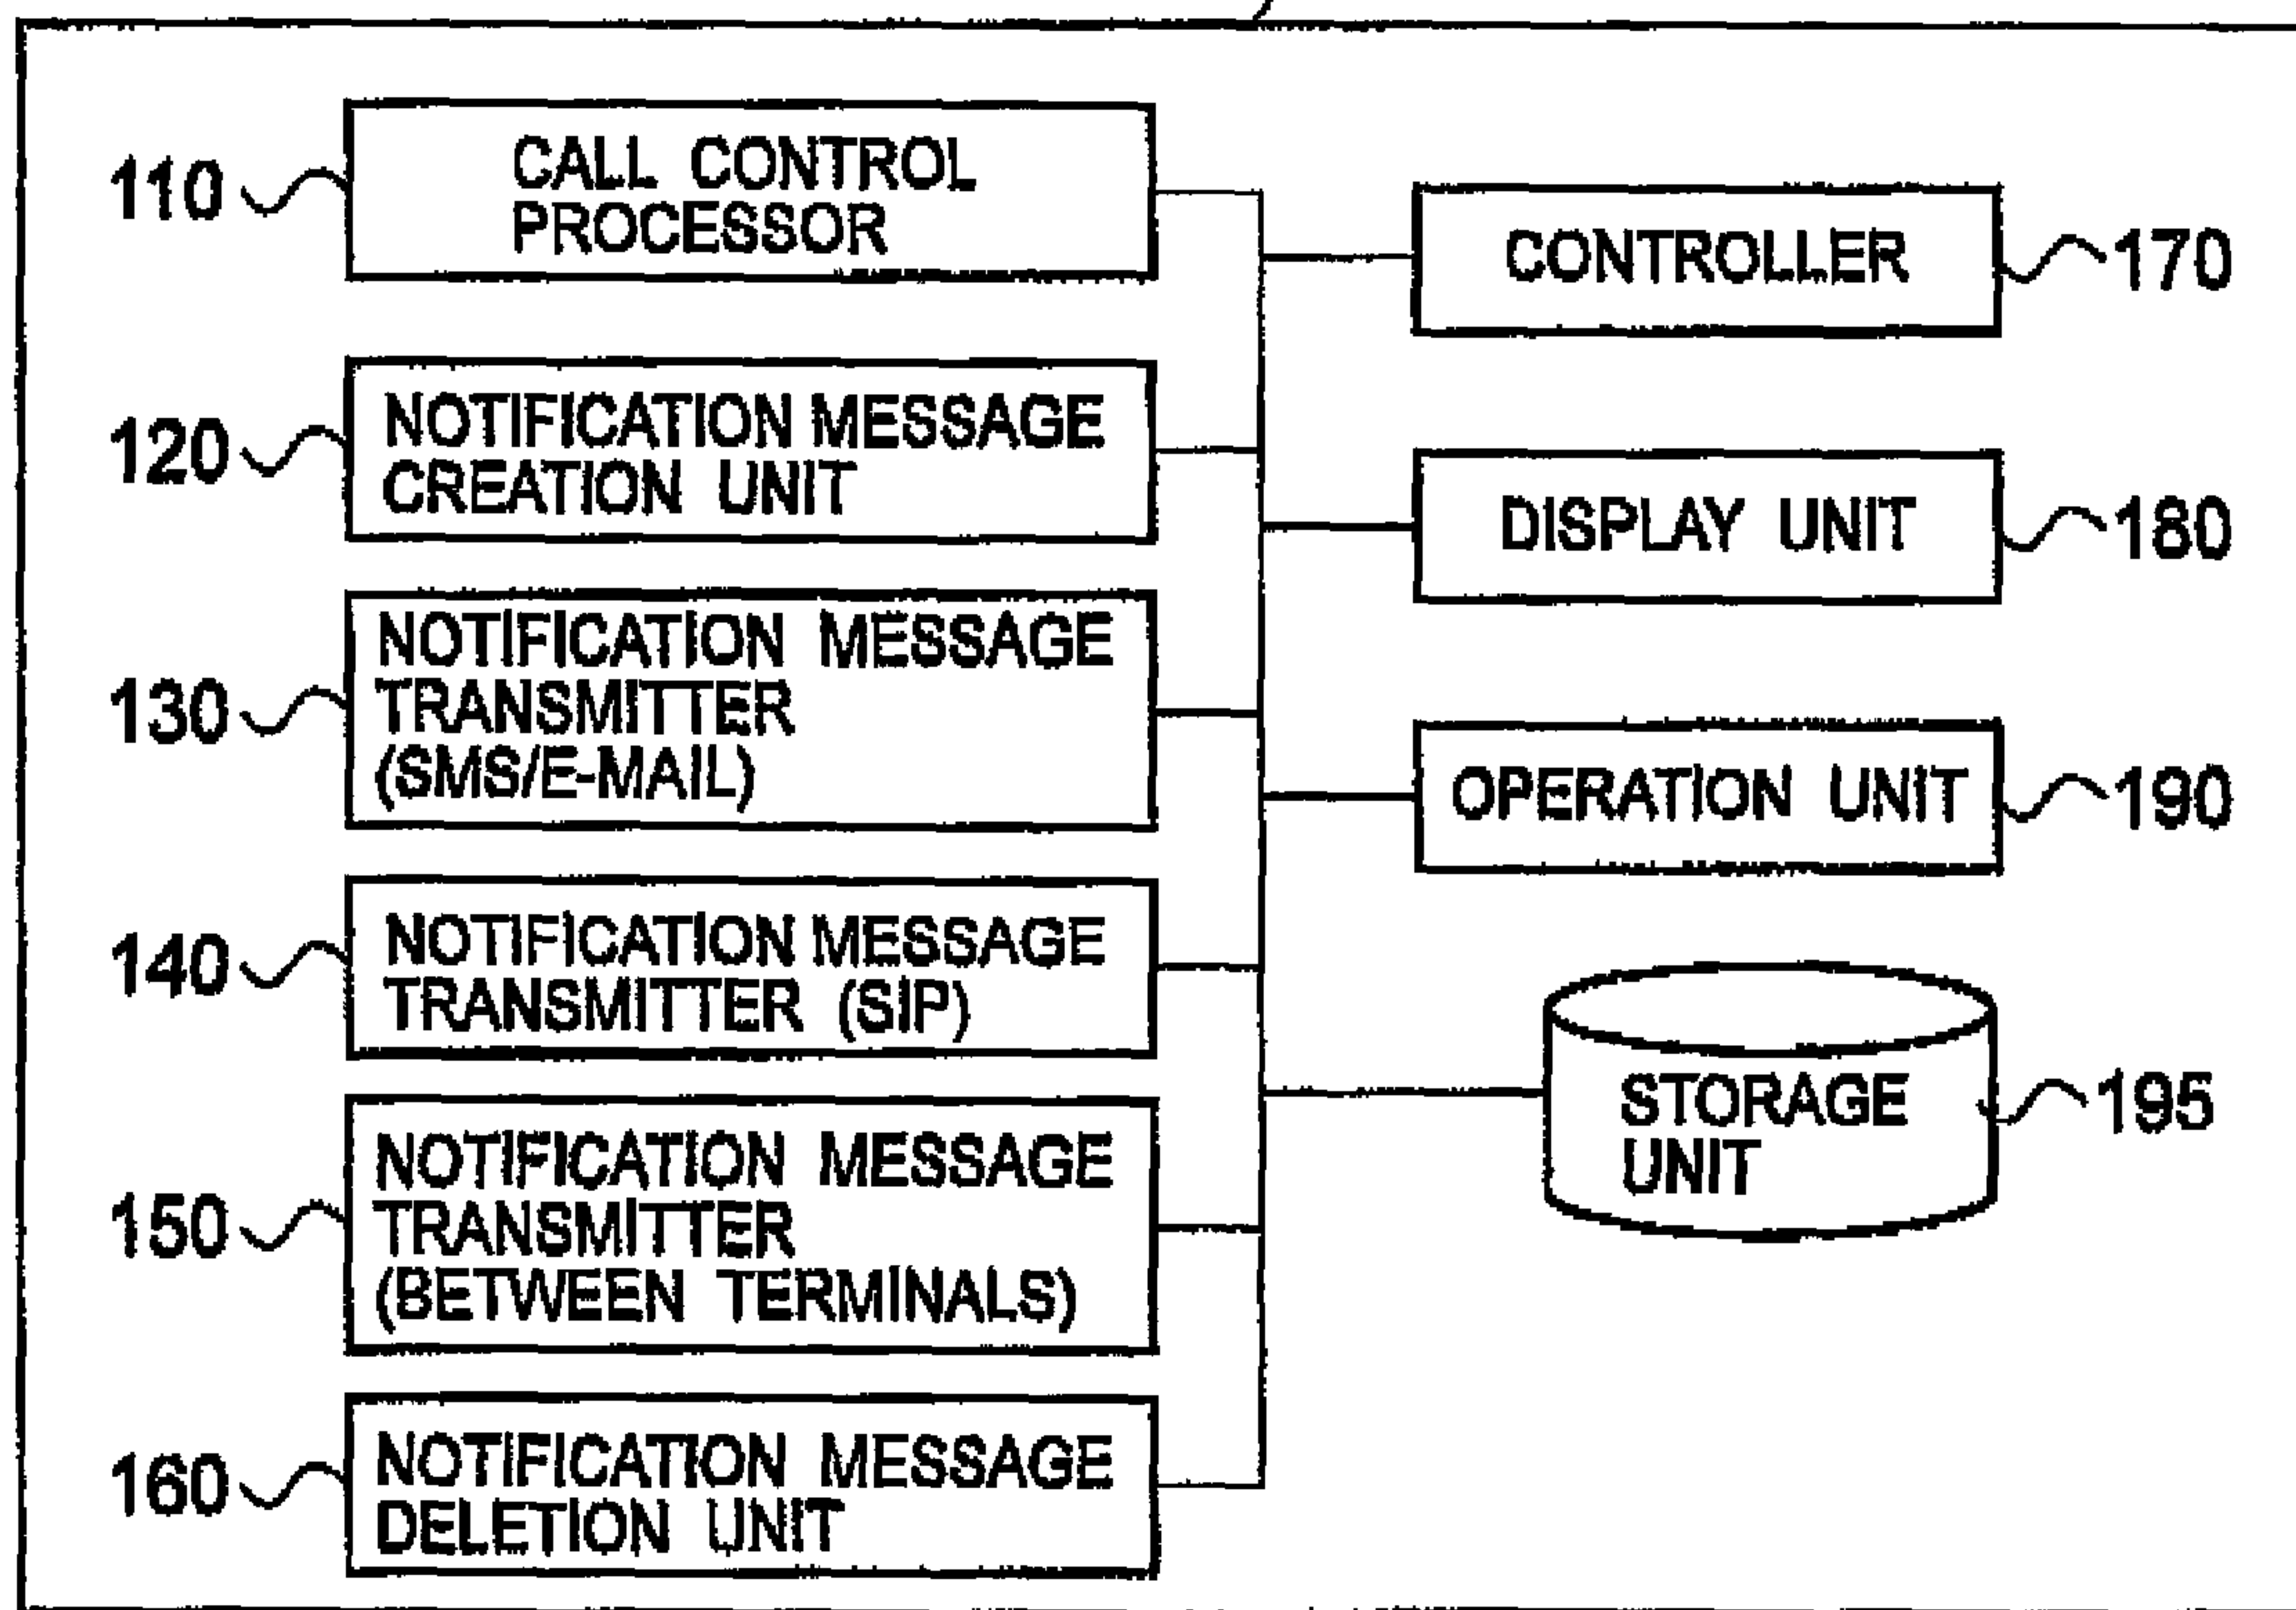 110
CALL CONTROL
PROCESSOR
120
NOTIFICATION MESSAGE
CREATION UNIT
130
NOTIFICATION MESSAGE
TRANSMITTER
(SMS/E-MAIL)
140
NOTIFICATION MESSAGE
TRANSMITTER (SIP)
150
NOTIFICATION MESSAGE
TRANSMITTER
(BETWEEN TERMINALS)
160
NOTIFICATION MESSAGE
DELETION UNIT
CONTROLLER
170
DISPLAY UNIT
180
OPERATION UNIT
190
STORAGE
UNIT
195